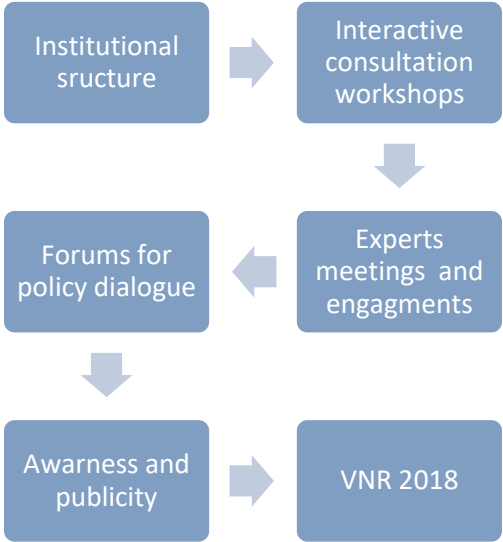 Institutional
sructure
Interactive
consultation
workshops
Experts
meetings and
engagments
Forums for
policy dialogue
Awarness and
publicity
VNR 2018